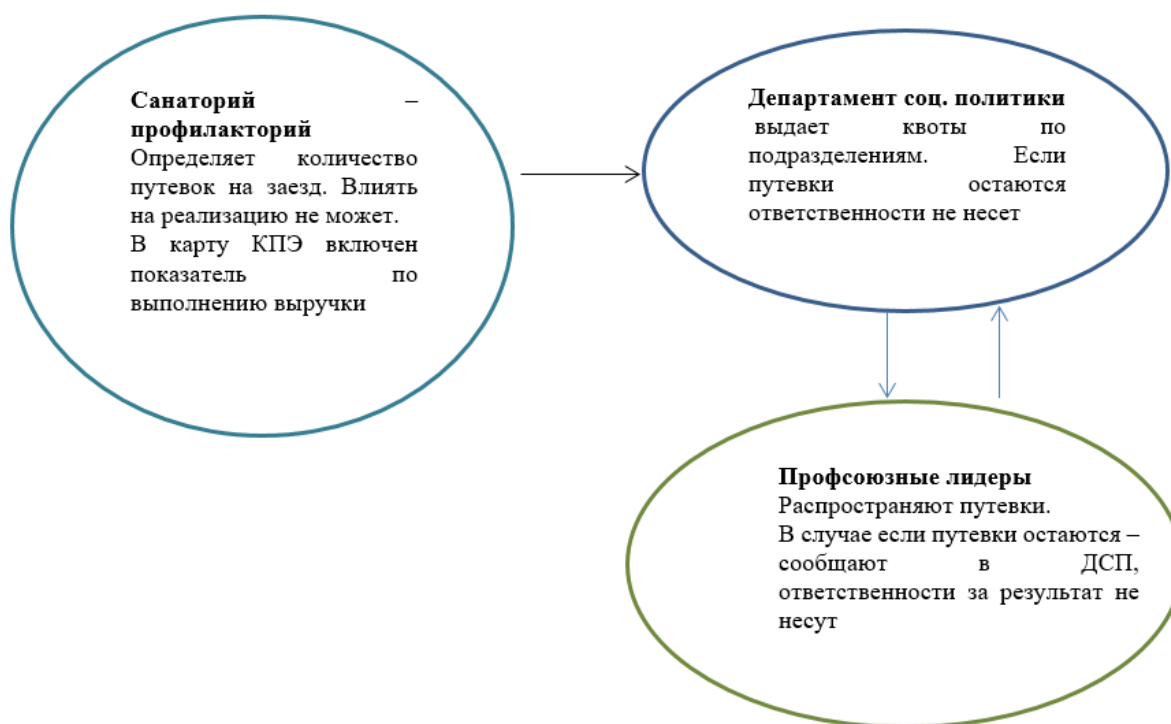 Санаторий –
профилакторий
Определяет количество
путевок на заезд. Влиять
на реализацию не может.
В карту КПЭ включен
показатель по
выполнению выручки
Департамент соц. политики
выдает квоты по
подразделениям. Если
путевки остаются
ответственности не несет
Профсоюзные лидеры
Распространяют путевки.
В случае если путевки остаются –
сообщают в ДСП,
ответственности за результат не
несут